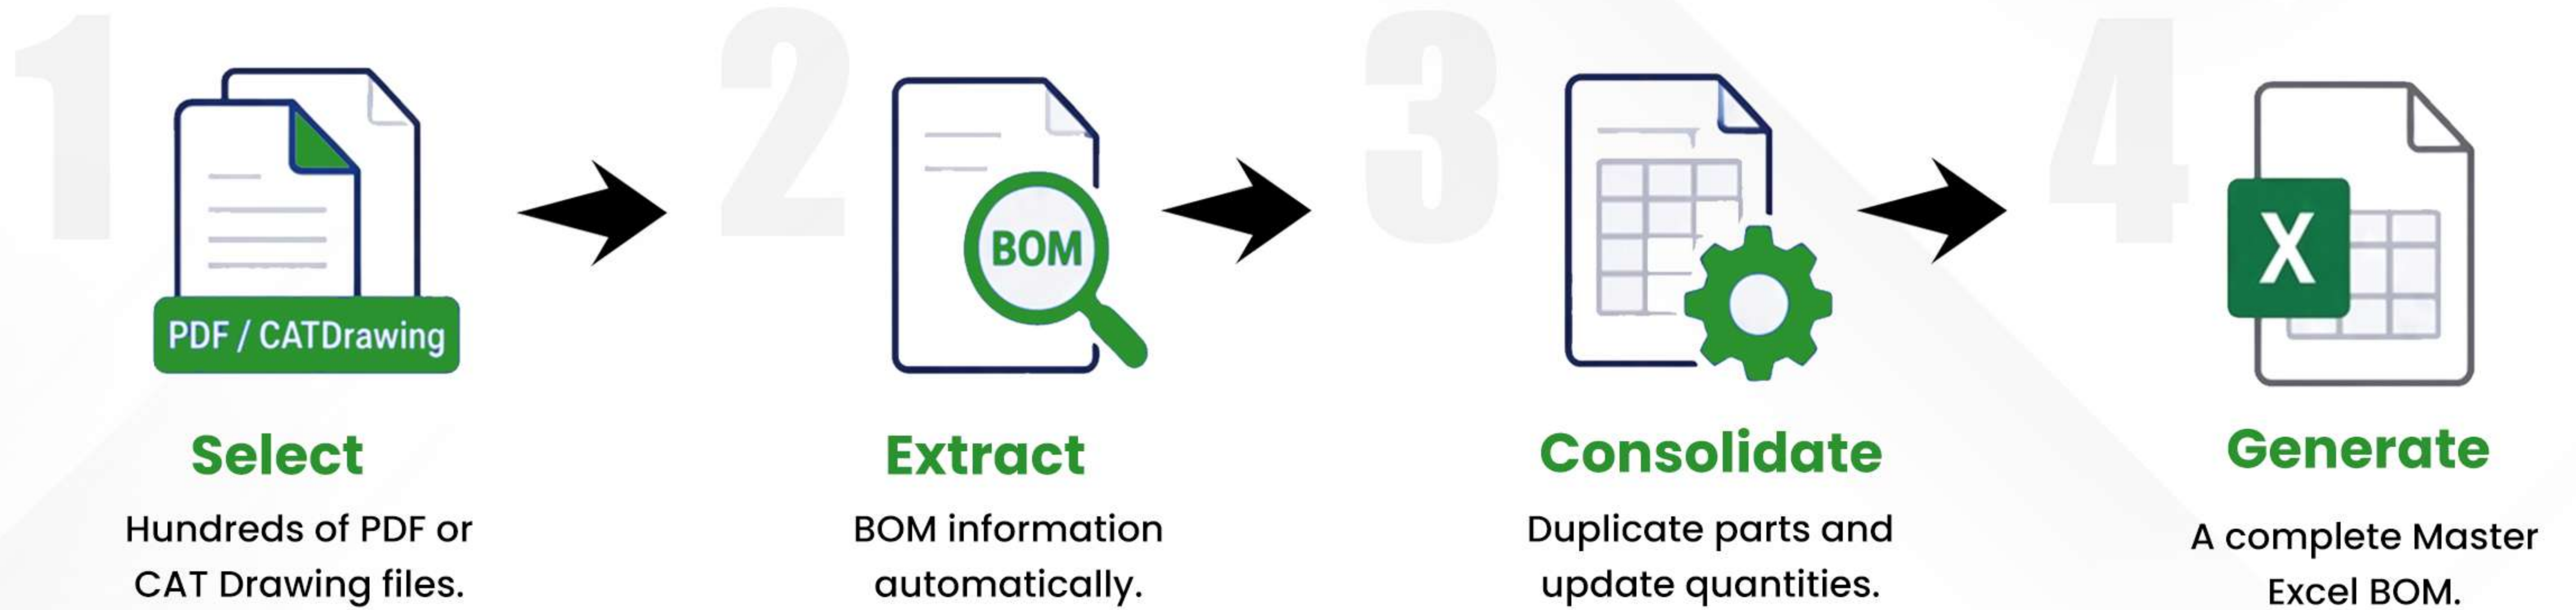 1
PDF / CATDrawing
Select
Hundreds of PDF or
CAT Drawing files.
2
BOM
Extract
BOM information
automatically.
3
Consolidate
Duplicate parts and
update quantities.
4
X
Generate
A complete Master
Excel BOM.